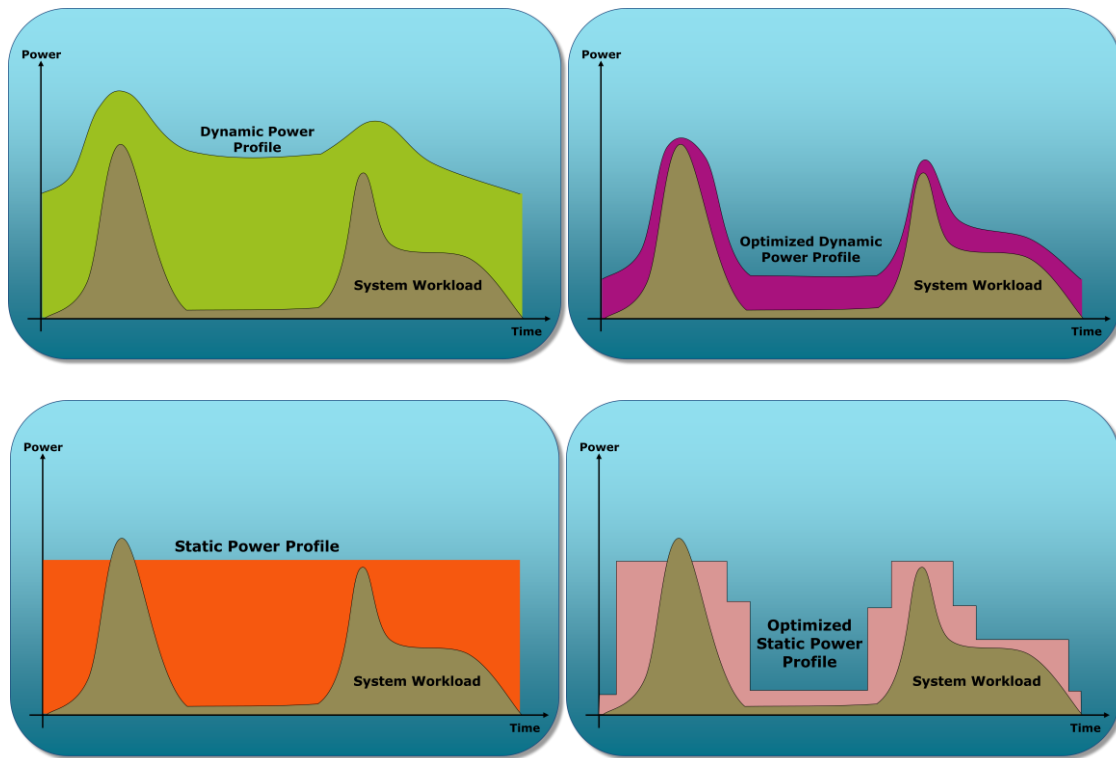 Power
Dynamic Power
Profile
System Workload
Time
Power
Optimized Dynamic
Power Profile
System Workload
Time
Power
Static Power Profile
System Workload
Time
Power
Optimized
Static Power
Profile
System Workload
Time